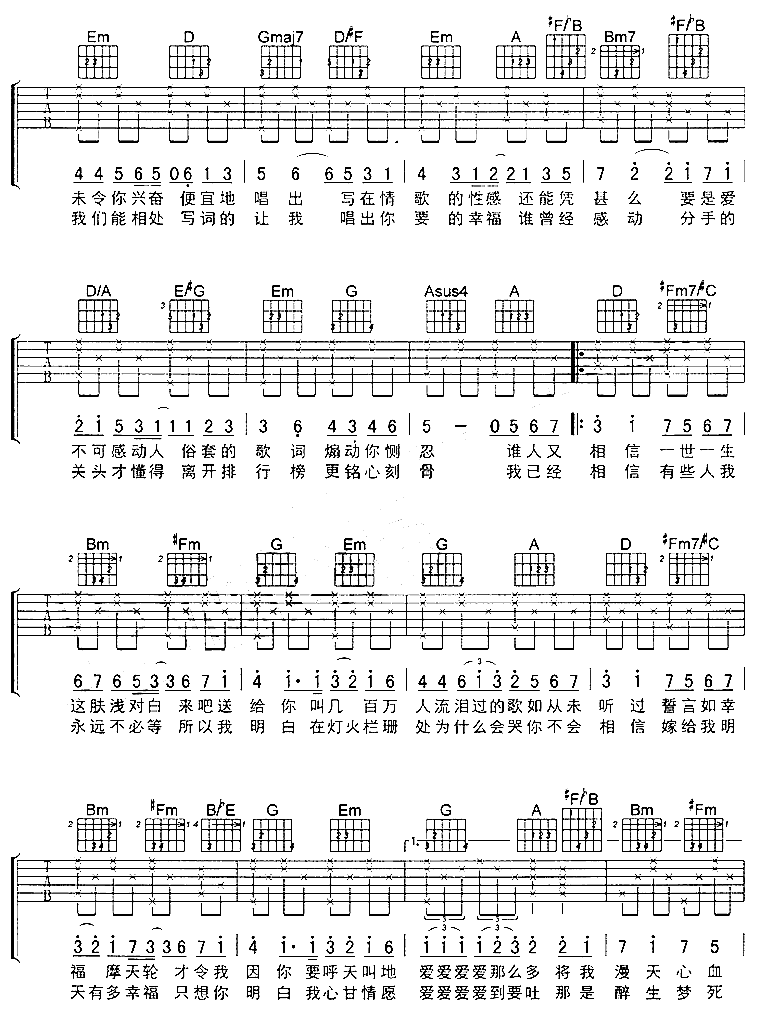 Em D Gmaj7 D/#F Em A #F/bB Bm7 #F/bB
T A B
4 4 5 6 5 0 6 1 3 | 5 6 6 5 3 1 | 4 3 1 2 2 1 3 5 | 7 2 2 1 7 1
未令你兴奋 便宜地 唱出 写在情 歌的性感 还能凭 甚么 要是爱
我们能相处 写词的 让我 唱出你 要的幸福 谁曾经 感动 分手的
D/A E/#G Em G Asus4 A D #Fm7/#C
T A B
2 1 5 3 1 1 1 2 3 | 3 6 4 3 4 6 | 5 - 0 5 6 7 |: 3 1 7 5 6 7
不可感动人 俗套的 歌词 煽动你恻 忍 谁人又 相信 一世一生
关头才懂得 离开排 行榜 更铭心刻 骨 我已经 相信 有些人我
Bm #Fm G Em G A D #Fm7/#C
T A B
6 7 6 7 5 3 3 6 7 | 4 1· 1 3 2 1 6 | 4 4 6 1 3 2 5 6 7 | 3 1 7 5 6 7
这肤浅对白 来吧送 给你叫几 百万 人流泪过的歌如从未 听过 誓言如幸
永远不必等 所以我 明白在灯火栏珊 处为什么会哭你不会 相信 嫁给我明
Bm #Fm B/bE G Em G A #F/bB Bm #Fm
T A B
3 2 1 7 3 3 6 7 1 | 4 1· 1 3 2 1 6 | 1 1 1 1 2 3 2 2 1 | 7 1 7 5
福 摩天轮 才令我 因你要呼天叫地 爱爱爱爱那么多 将我 漫天心血
天有多幸福 只想你 明白我心甘情愿 爱爱爱爱到要吐 那是 醉生梦死